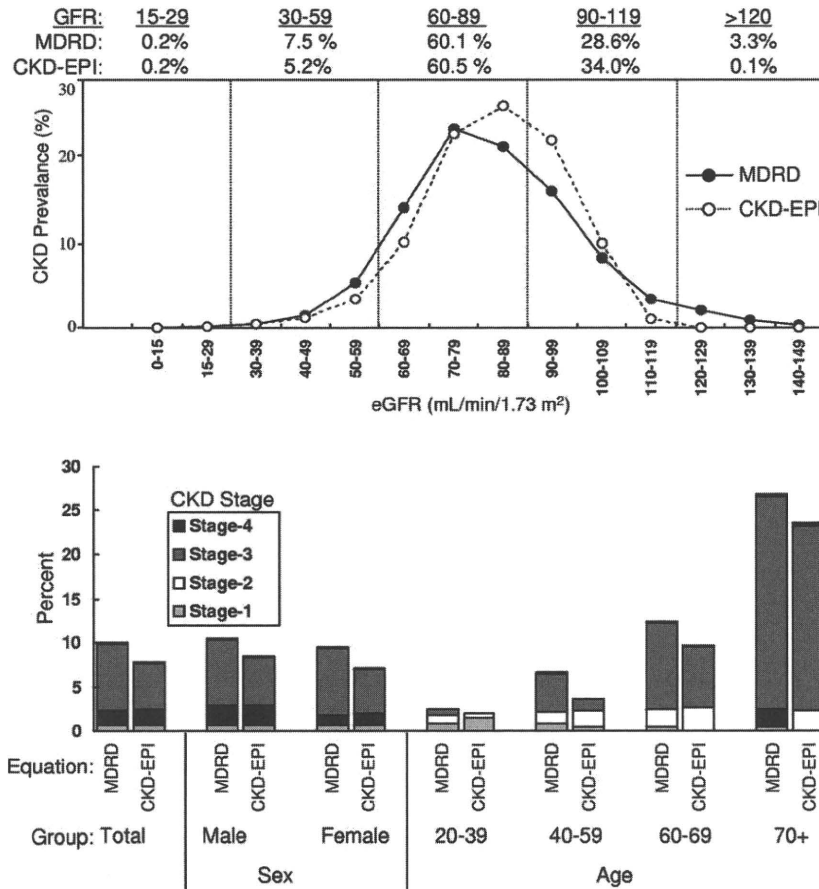 GFR: 15-29 30-59 60-89 90-119 >120
MDRD: 0.2% 7.5 % 60.1 % 28.6% 3.3%
CKD-EPI: 0.2% 5.2% 60.5 % 34.0% 0.1%
30
20
10
0
CKD Prevalance (%)
MDRD
CKD-EPI
0-15 15-29 30-39 40-49 50-59 60-69 70-79 80-89 90-99 100-109 110-119 120-129 130-139 140-149
eGFR (mL/min/1.73 m²)
30
25
20
15
10
5
0
Percent
CKD Stage
Stage-4
Stage-3
Stage-2
Stage-1
Equation: MDRD CKD-EPI MDRD CKD-EPI MDRD CKD-EPI MDRD CKD-EPI MDRD CKD-EPI MDRD CKD-EPI MDRD CKD-EPI
Group: Total Male Female 20-39 40-59 60-69 70+
Sex Age